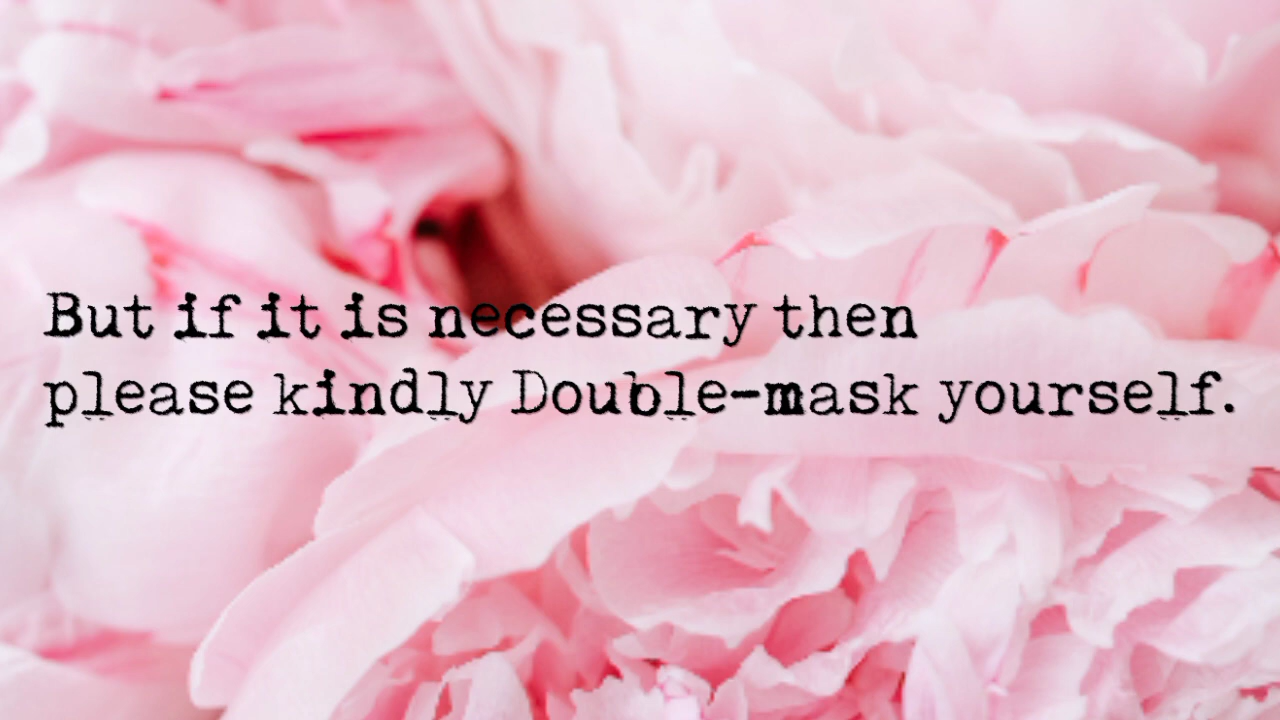 But if it is necessary then
please kindly Double-mask yourself.